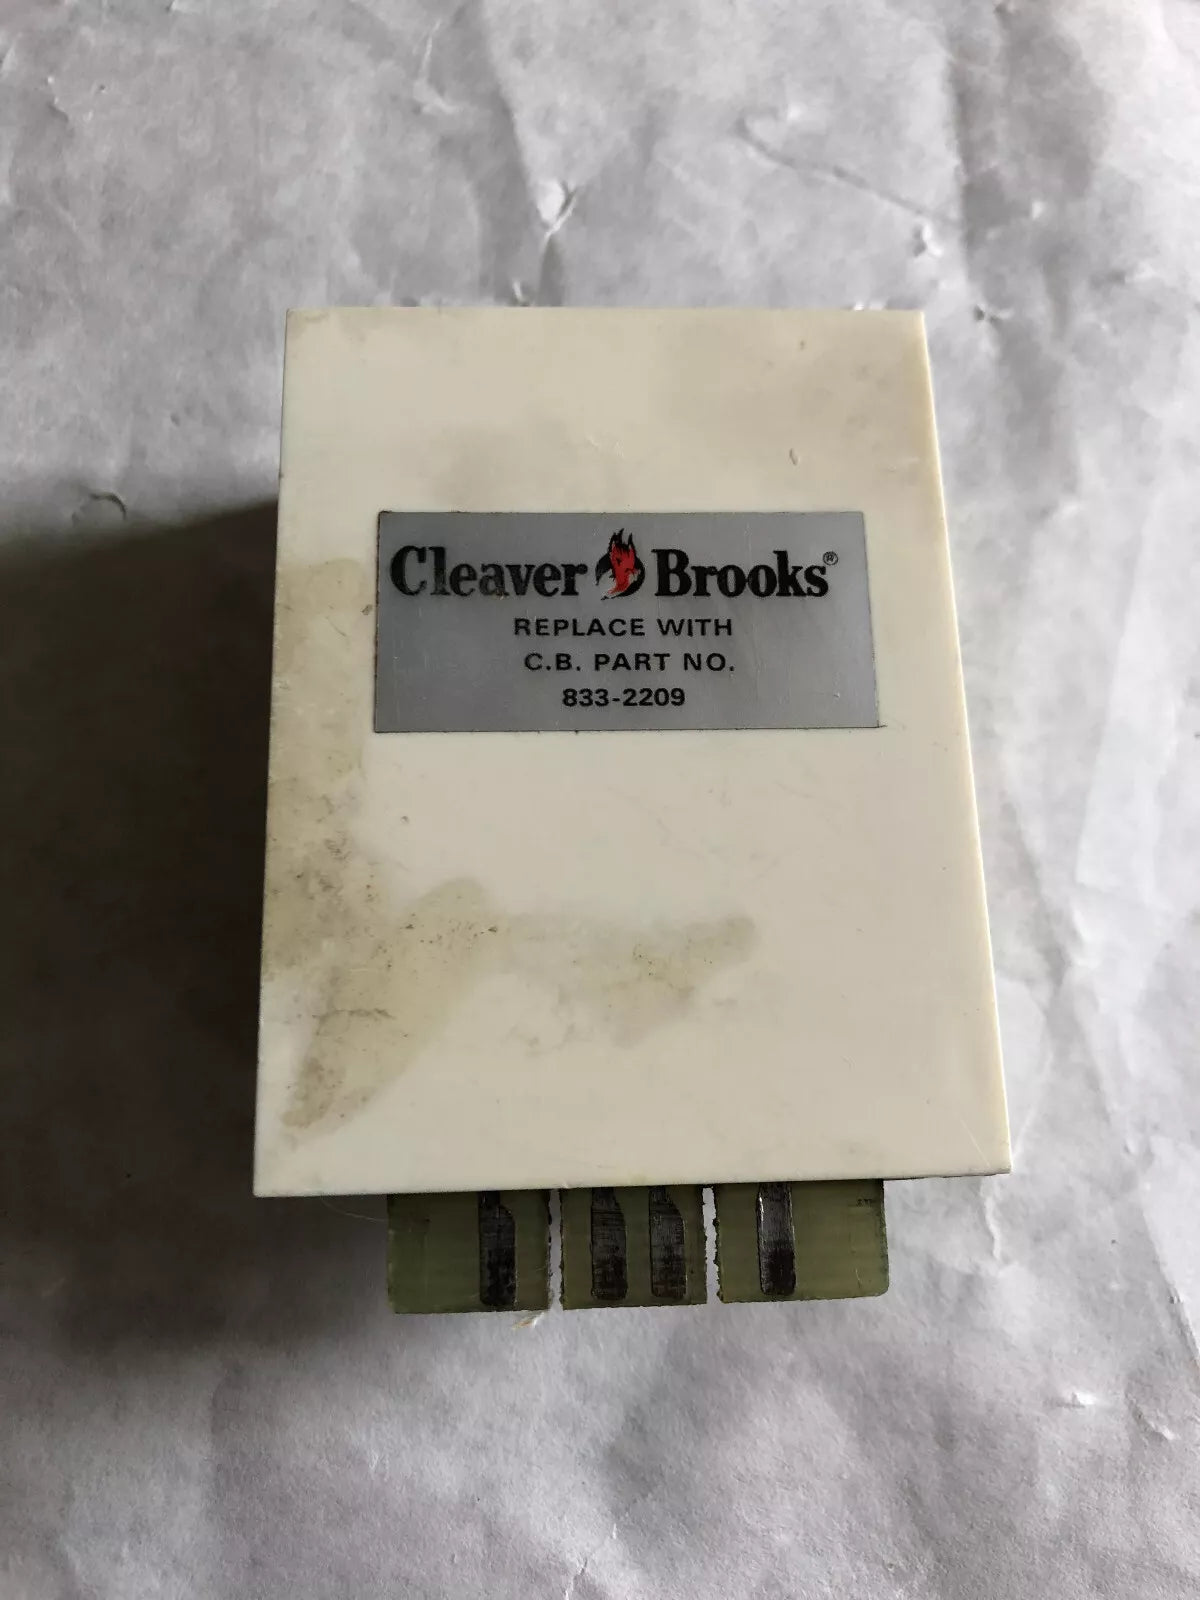 Cleaver Brooks®
REPLACE WITH
C.B. PART NO.
833-2209